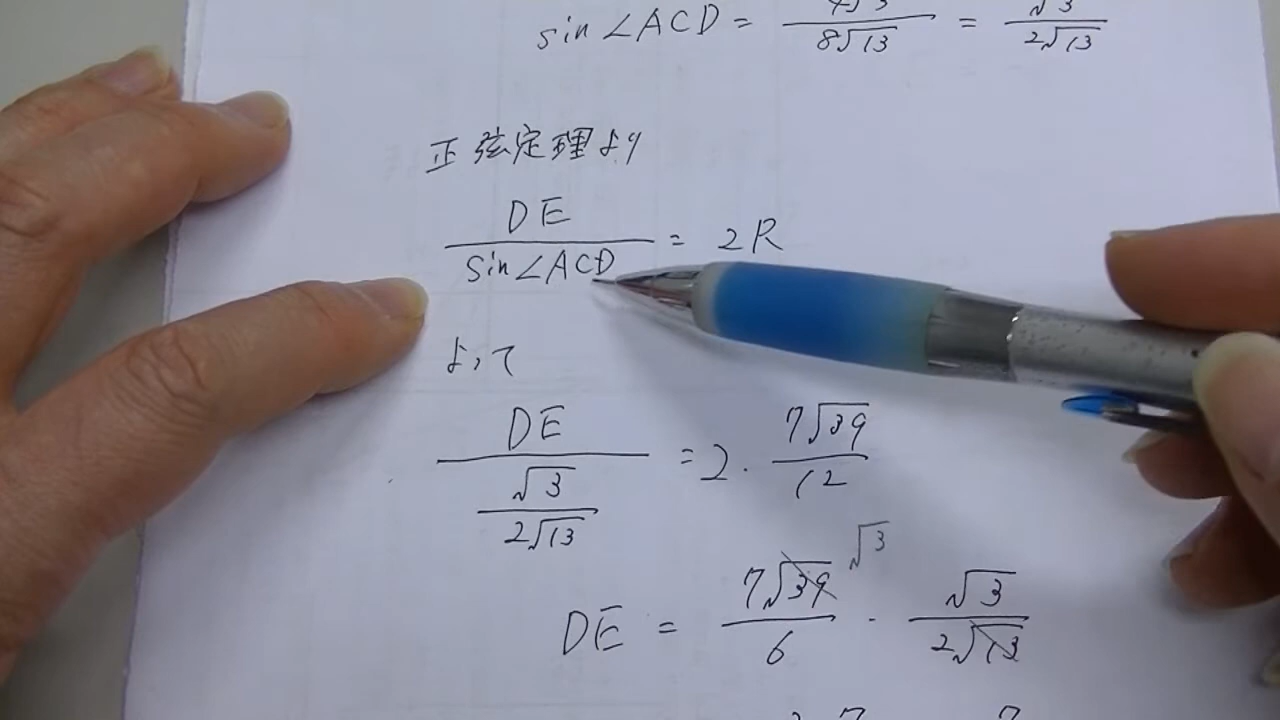 sin∠ACD = 4√3/8√13 = √3/2√13
正弦定理より
DE/sin∠ACD = 2R
よって
DE/(√3/2√13) = 2・7√39/12
√3
DE = 7√39/6・√3/2√13